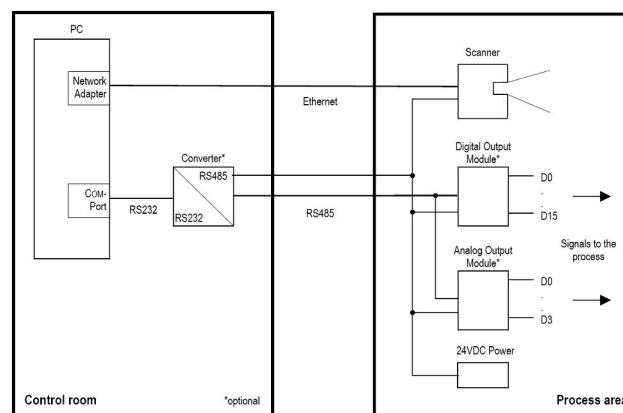 PC
Network
Adapter
COM-
Port
RS232
Converter*
RS485
RS232
Ethernet
RS485
Control room
*optional
Scanner
Digital Output
Module*
D0
.
.
D15
Signals to the
process
Analog Output
Module*
D0
.
.
D3
24VDC Power
Process area